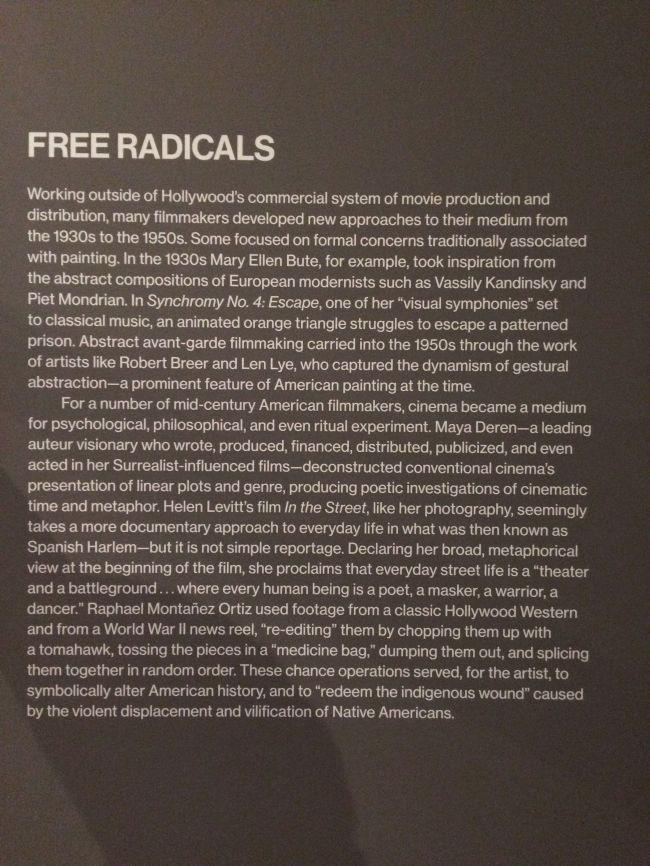 FREE RADICALS
Working outside of Hollywood’s commercial system of movie production and
distribution, many filmmakers developed new approaches to their medium from
the 1930s to the 1950s. Some focused on formal concerns traditionally associated
with painting. In the 1930s Mary Ellen Bute, for example, took inspiration from
the abstract compositions of European modernists such as Vassily Kandinsky and
Piet Mondrian. In Synchromy No. 4: Escape, one of her “visual symphonies” set
to classical music, an animated orange triangle struggles to escape a patterned
prison. Abstract avant-garde filmmaking carried into the 1950s through the work
of artists like Robert Breer and Len Lye, who captured the dynamism of gestural
abstraction—a prominent feature of American painting at the time.
For a number of mid-century American filmmakers, cinema became a medium
for psychological, philosophical, and even ritual experiment. Maya Deren—a leading
auteur visionary who wrote, produced, financed, distributed, publicized, and even
acted in her Surrealist-influenced films—deconstructed conventional cinema’s
presentation of linear plots and genre, producing poetic investigations of cinematic
time and metaphor. Helen Levitt’s film In the Street, like her photography, seemingly
takes a more documentary approach to everyday life in what was then known as
Spanish Harlem—but it is not simple reportage. Declaring her broad, metaphorical
view at the beginning of the film, she proclaims that everyday street life is a “theater
and a battleground . . . where every human being is a poet, a masker, a warrior, a
dancer.” Raphael Montañez Ortiz used footage from a classic Hollywood Western
and from a World War II news reel, “re-editing” them by chopping them up with
a tomahawk, tossing the pieces in a “medicine bag,” dumping them out, and splicing
them together in random order. These chance operations served, for the artist, to
symbolically alter American history, and to “redeem the indigenous wound” caused
by the violent displacement and vilification of Native Americans.